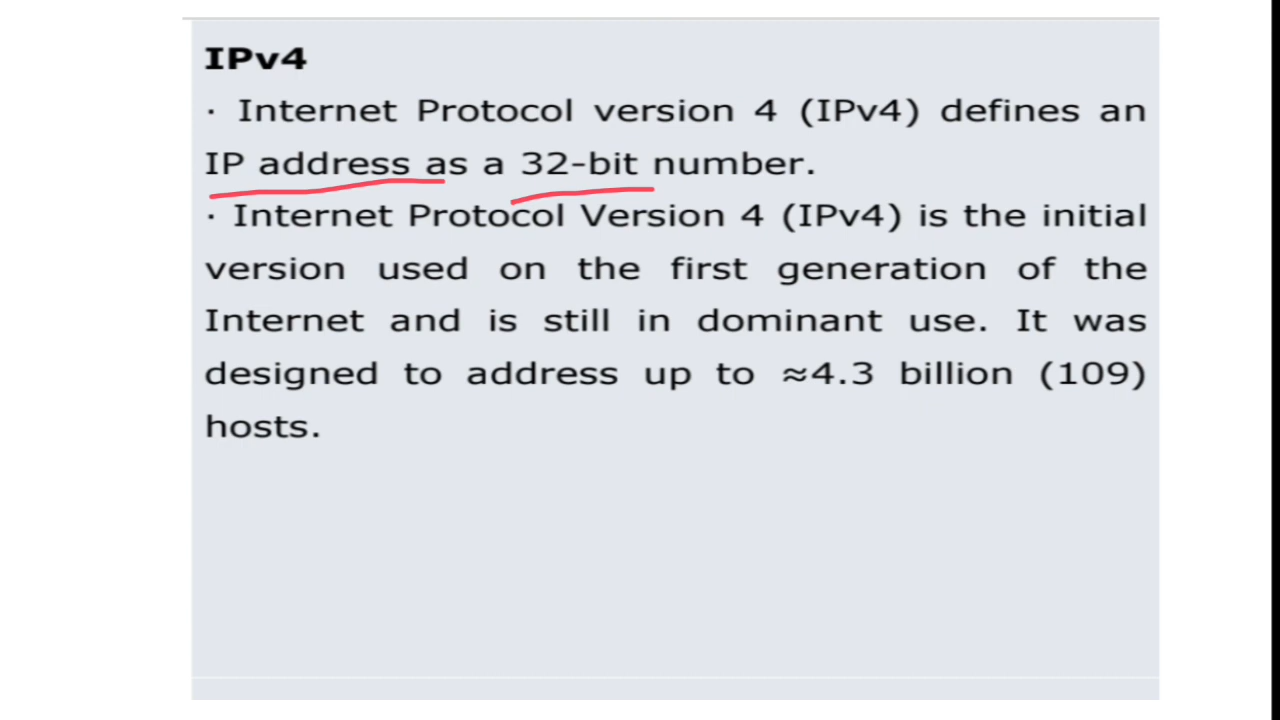 IPv4
· Internet Protocol version 4 (IPv4) defines an
IP address as a 32-bit number.
· Internet Protocol Version 4 (IPv4) is the initial
version used on the first generation of the
Internet and is still in dominant use. It was
designed to address up to ≈4.3 billion (109)
hosts.